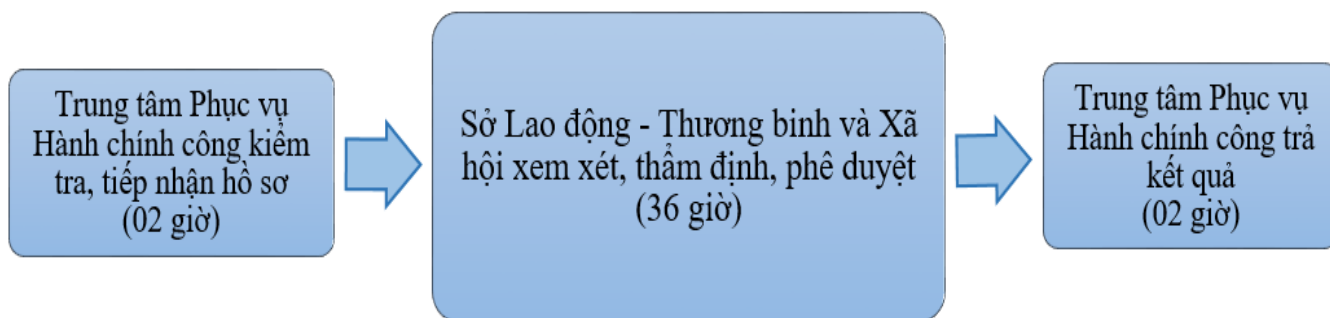 Trung tâm Phục vụ
Hành chính công kiểm
tra, tiếp nhận hồ sơ
(02 giờ)
Sở Lao động - Thương binh và Xã
hội xem xét, thẩm định, phê duyệt
(36 giờ)
Trung tâm Phục vụ
Hành chính công trả
kết quả
(02 giờ)